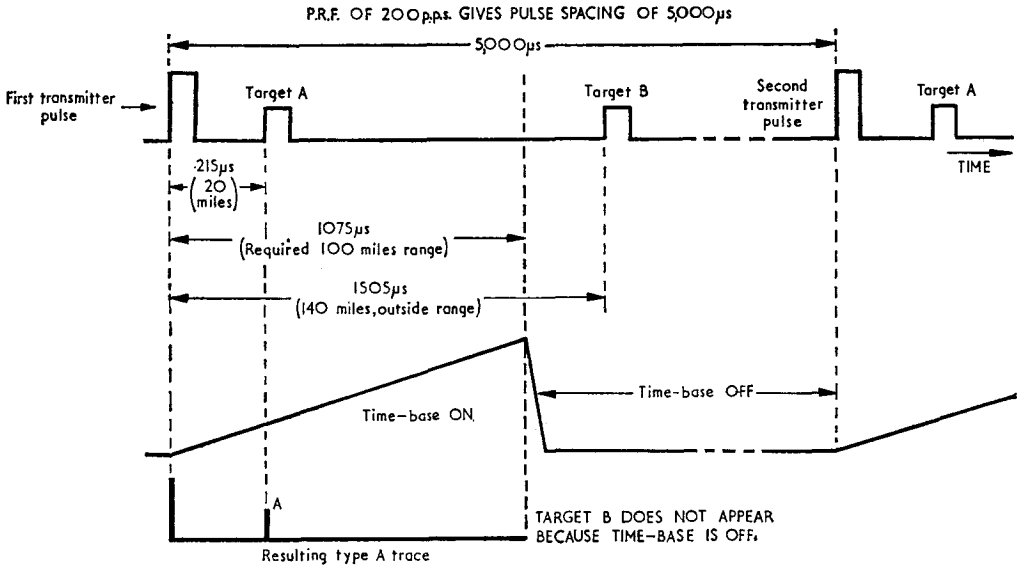 P.R.F. OF 200 p.p.s. GIVES PULSE SPACING OF 5,000µs
5,000µs
First transmitter
pulse
Target A
Target B
Second
transmitter
pulse
Target A
TIME
215µs
(20
miles)
1075µs
(Required 100 miles range)
1505µs
(140 miles, outside range)
Time-base ON.
Time-base OFF
A
TARGET B DOES NOT APPEAR
BECAUSE TIME-BASE IS OFF.
Resulting type A trace